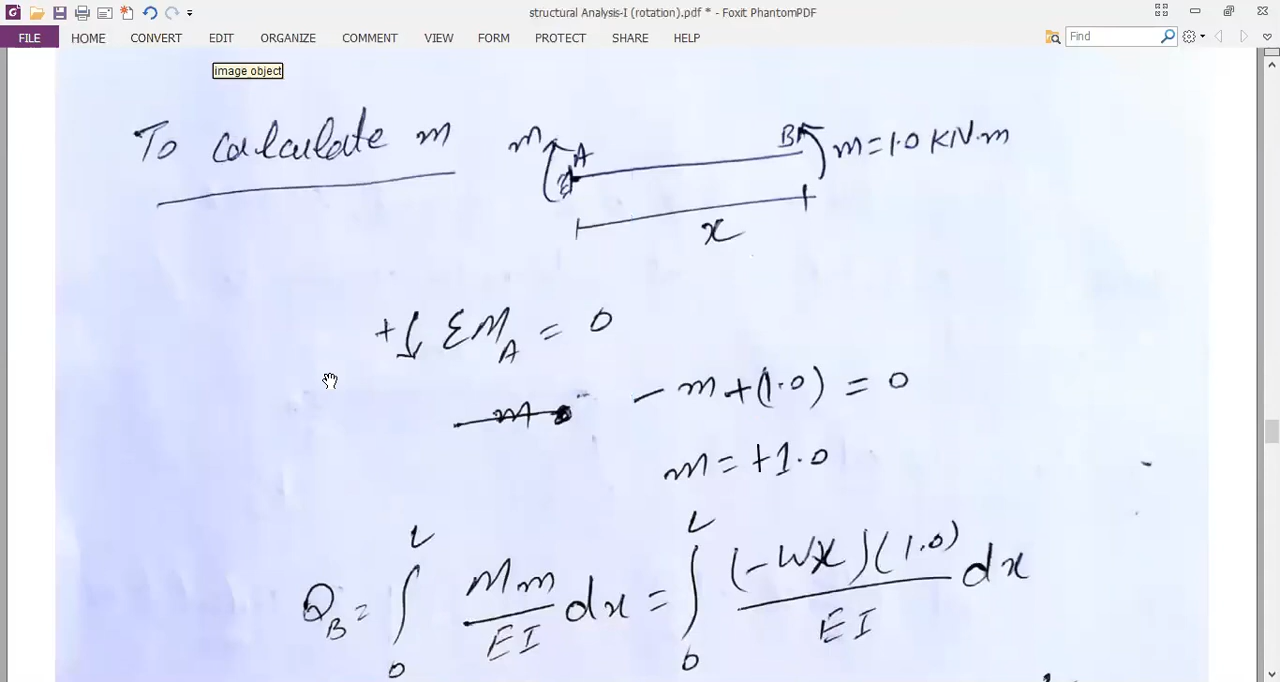 structural Analysis-I (rotation).pdf * - Foxit PhantomPDF
FILE HOME CONVERT EDIT ORGANIZE COMMENT VIEW FORM PROTECT SHARE HELP Find
image object
To calculate m
m A B m=1.0 KN.m
x
+↓ ΣM_A = 0
- m + (1.0) = 0
m = +1.0
θ_B = ∫_0^L Mm/EI dx = ∫_0^L (-Wx)(1.0)/EI dx